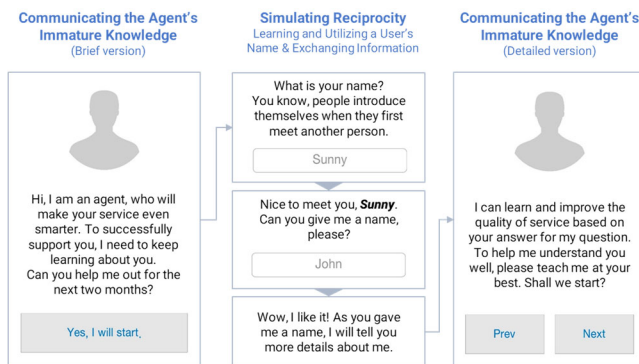 Communicating the Agent's
Immature Knowledge
(Brief version)
Hi, I am an agent, who will
make your service even
smarter. To successfully
support you, I need to keep
learning about you.
Can you help me out for the
next two months?
Yes, I will start.
Simulating Reciprocity
Learning and Utilizing a User's
Name & Exchanging Information
What is your name?
You know, people introduce
themselves when they first
meet another person.
Sunny
Nice to meet you, Sunny.
Can you give me a name,
please?
John
Wow, I like it! As you gave
me a name, I will tell you
more details about me.
Communicating the Agent's
Immature Knowledge
(Detailed version)
I can learn and improve the
quality of service based on
your answer for my question.
To help me understand you
well, please teach me at your
best. Shall we start?
Prev
Next